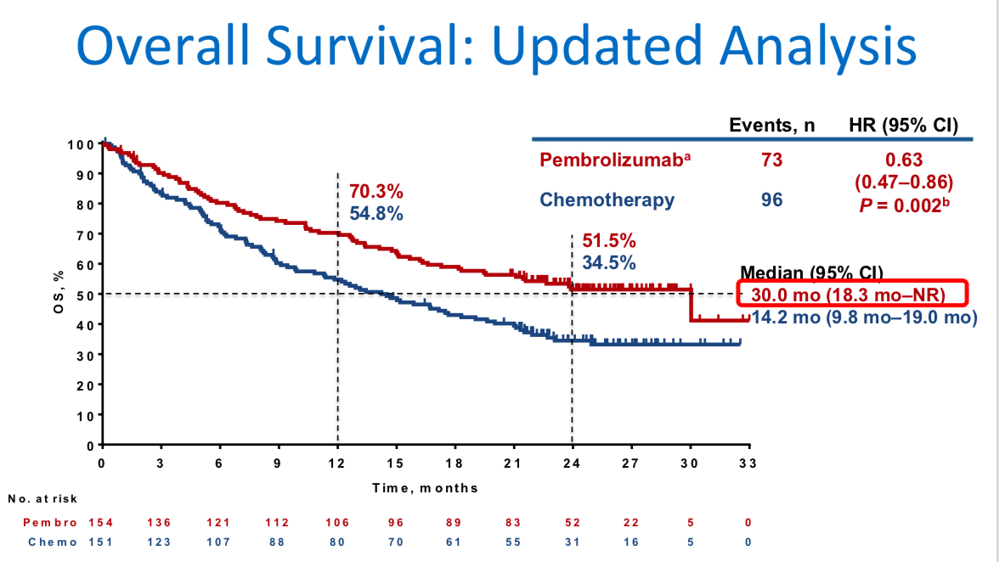 Overall Survival: Updated Analysis
Events, n HR (95% CI)
Pembrolizumabᵃ 73 0.63
(0.47–0.86)
Chemotherapy 96 P = 0.002ᵇ
100
90
80
70
60
50
40
30
20
10
0
OS, %
70.3%
54.8%
51.5%
34.5%
Median (95% CI)
30.0 mo (18.3 mo–NR)
14.2 mo (9.8 mo–19.0 mo)
0 3 6 9 12 15 18 21 24 27 30 33
Time, months
No. at risk
Pembro 154 136 121 112 106 96 89 83 52 22 5 0
Chemo 151 123 107 88 80 70 61 55 31 16 5 0